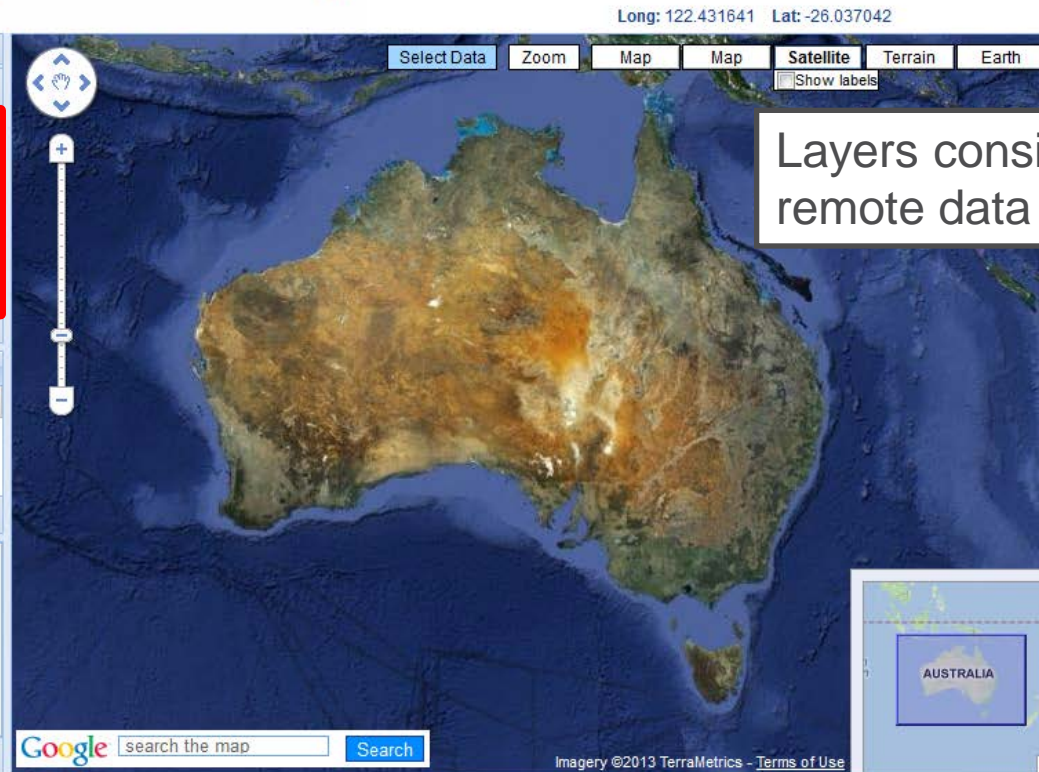 Long: 122.431641 Lat: -26.037042
Select Data Zoom Map Map Satellite Terrain Earth
Show labels
Layers
remote data
+
-
-
AUSTRALIA
Google search the map Search
Imagery ©2013 TerraMetrics - Terms of Use